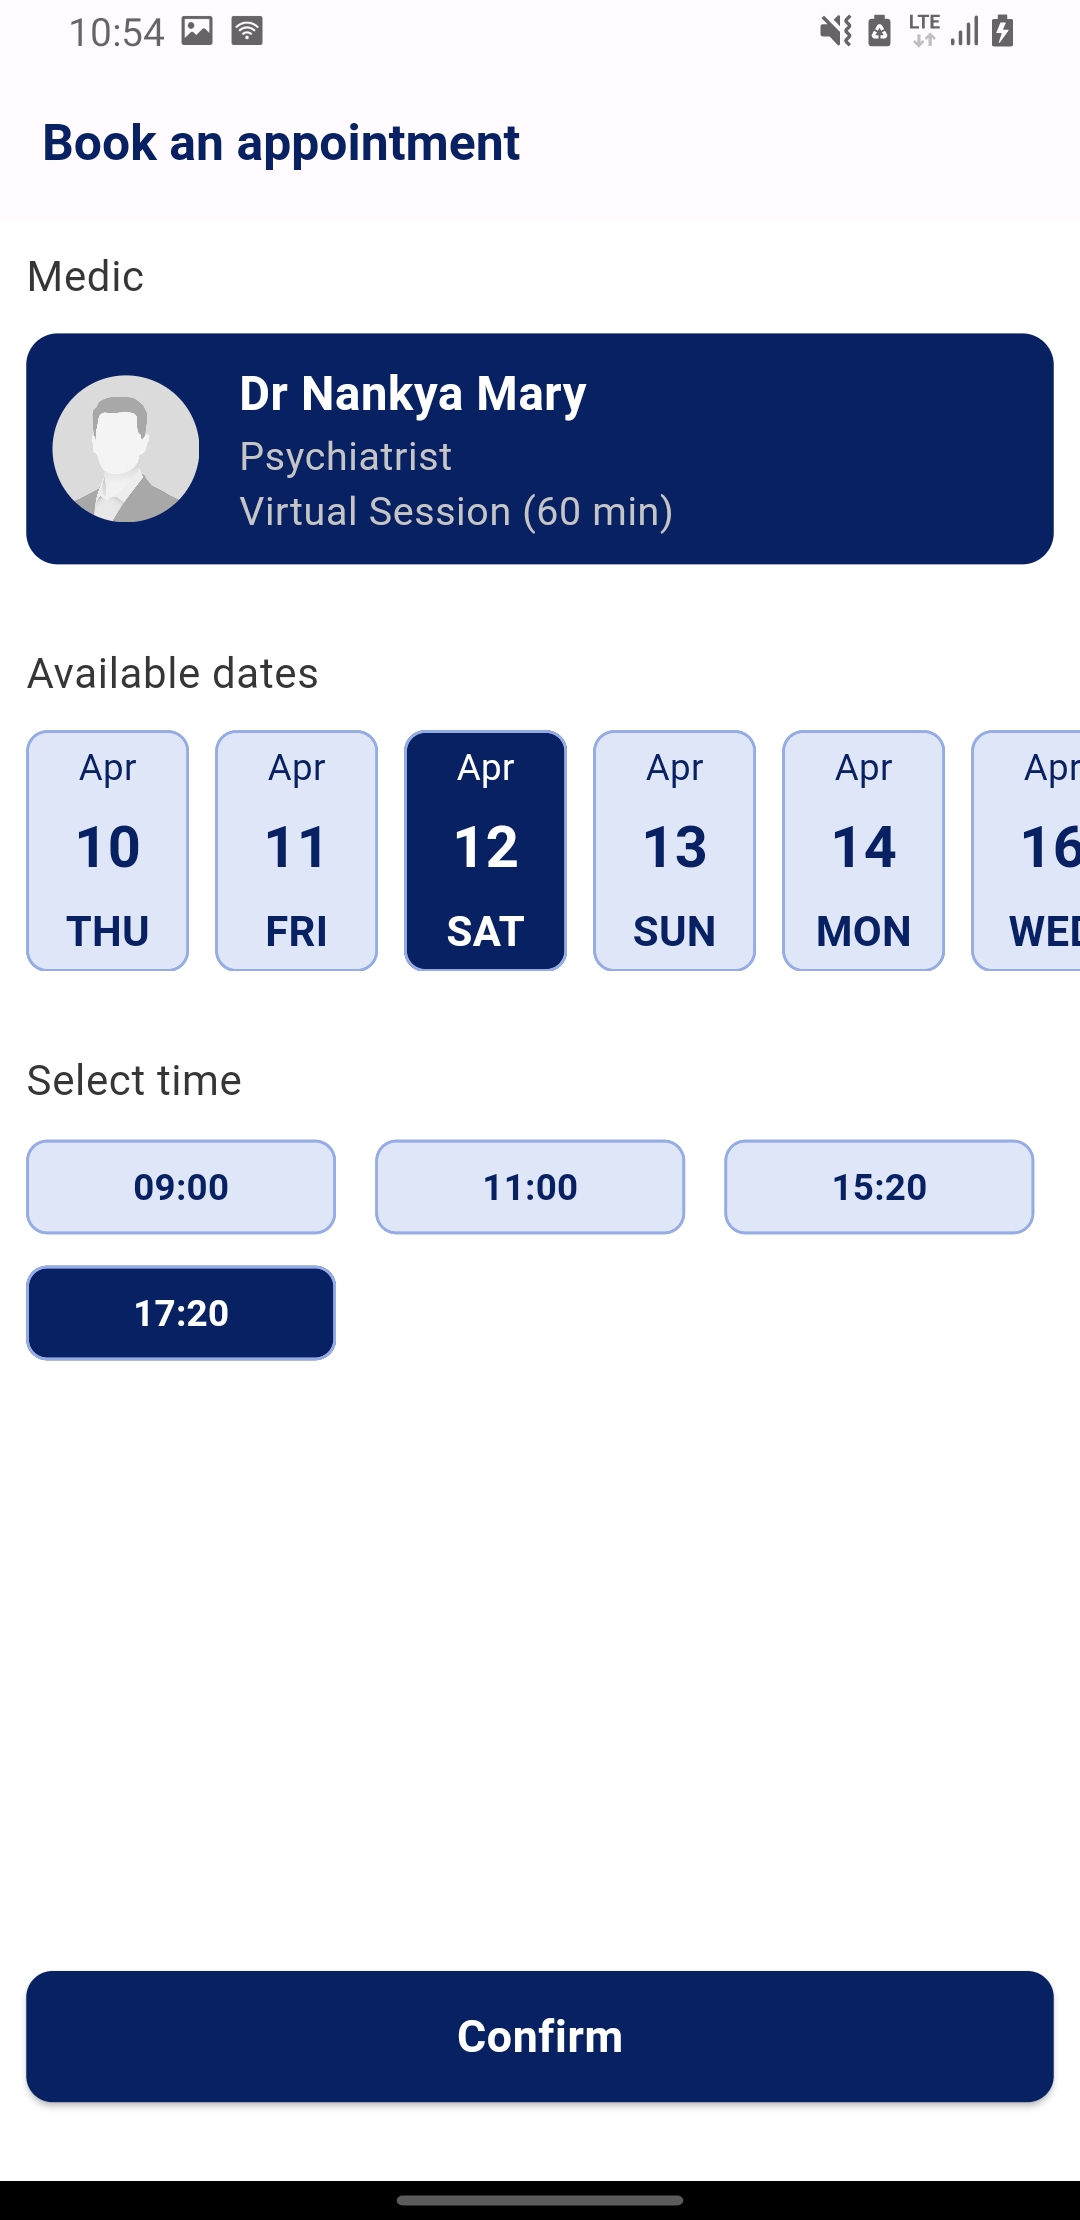 10:54 LTE
Book an appointment
Medic
Dr Nankya Mary
Psychiatrist
Virtual Session (60 min)
Available dates
Apr Apr Apr Apr Apr Apr
10 11 12 13 14 16
THU FRI SAT SUN MON WED
Select time
09:00 11:00 15:20
17:20
Confirm